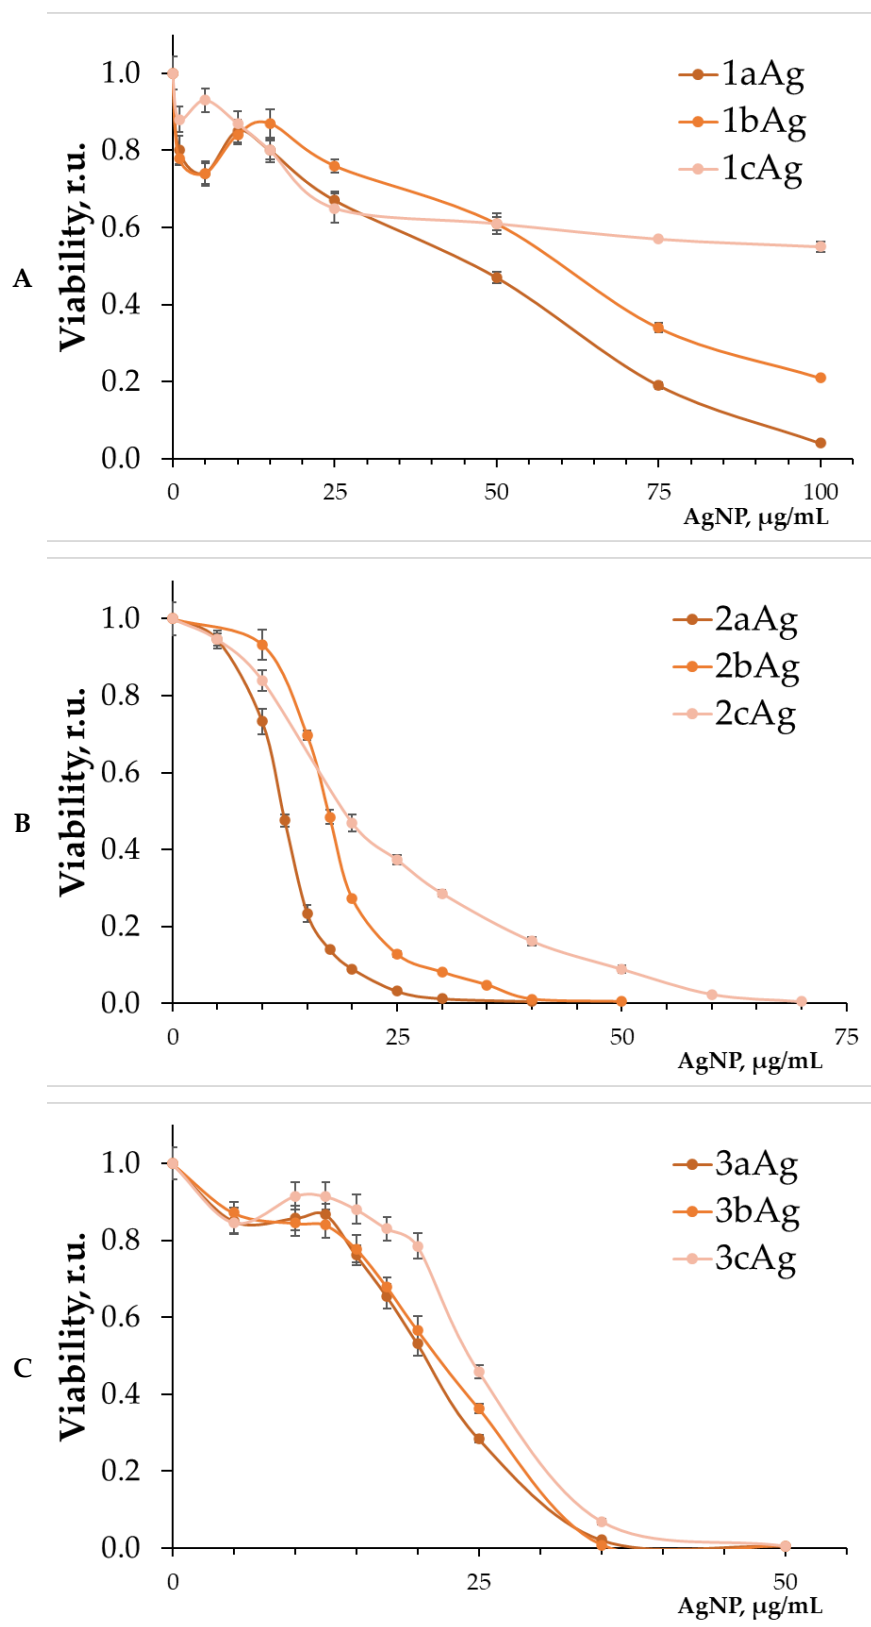 1.0
0.8
0.6
0.4
0.2
0.0
Viability, r.u.
A
1aAg
1bAg
1cAg
0 25 50 75 100
AgNP, µg/mL
1.0
0.8
0.6
0.4
0.2
0.0
Viability, r.u.
B
2aAg
2bAg
2cAg
0 25 50 75
AgNP, µg/mL
1.0
0.8
0.6
0.4
0.2
0.0
Viability, r.u.
C
3aAg
3bAg
3cAg
0 25 50
AgNP, µg/mL